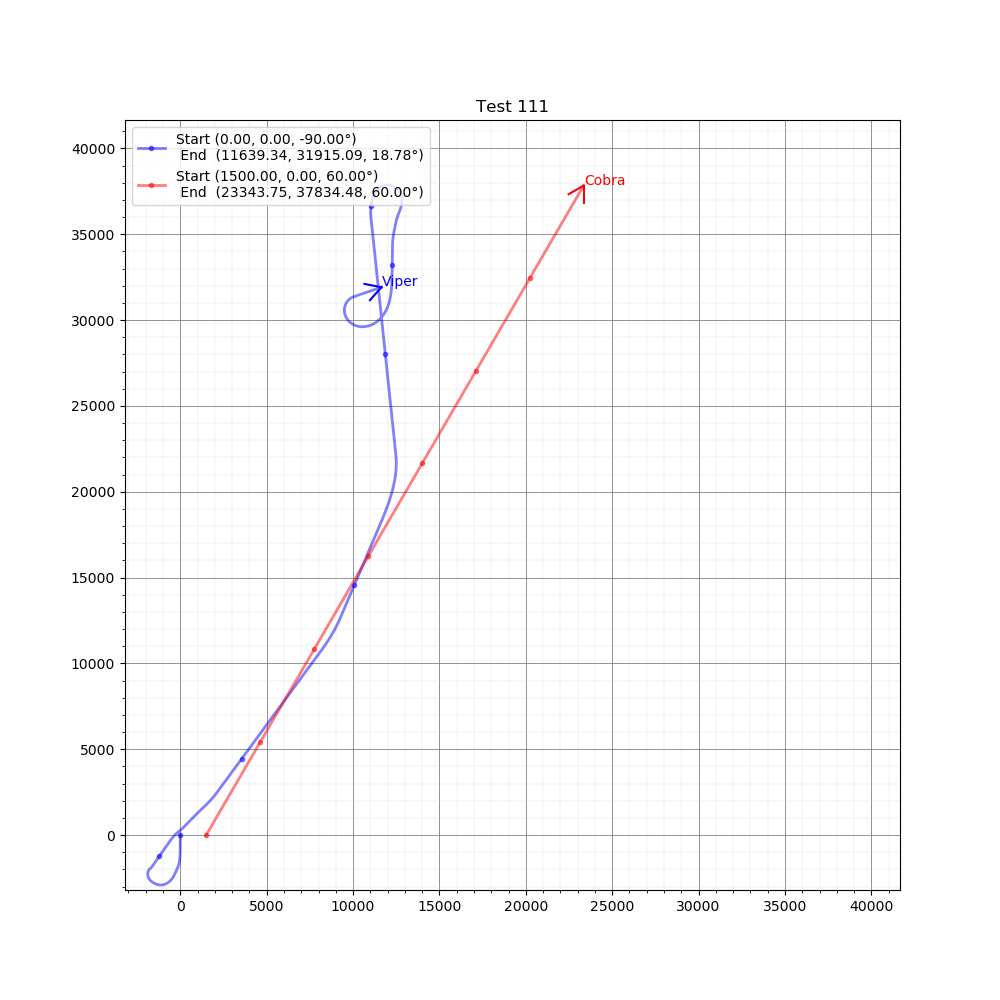 Test 111
Start (0.00, 0.00, -90.00°)
End (11639.34, 31915.09, 18.78°)
Start (1500.00, 0.00, 60.00°)
End (23343.75, 37834.48, 60.00°)
Cobra
Viper
40000
35000
30000
25000
20000
15000
10000
5000
0
0 5000 10000 15000 20000 25000 30000 35000 40000